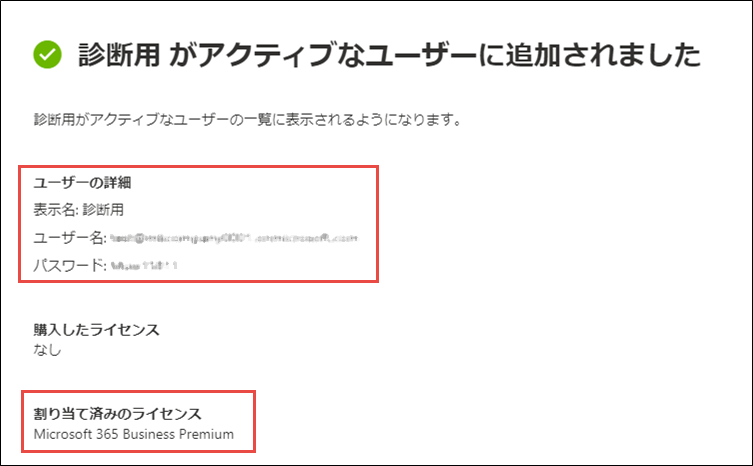 診断用 がアクティブなユーザーに追加されました
診断用がアクティブなユーザーの一覧に表示されるようになります。
ユーザーの詳細
表示名: 診断用
ユーザー名:
パスワード:
購入したライセンス
なし
割り当て済みのライセンス
Microsoft 365 Business Premium